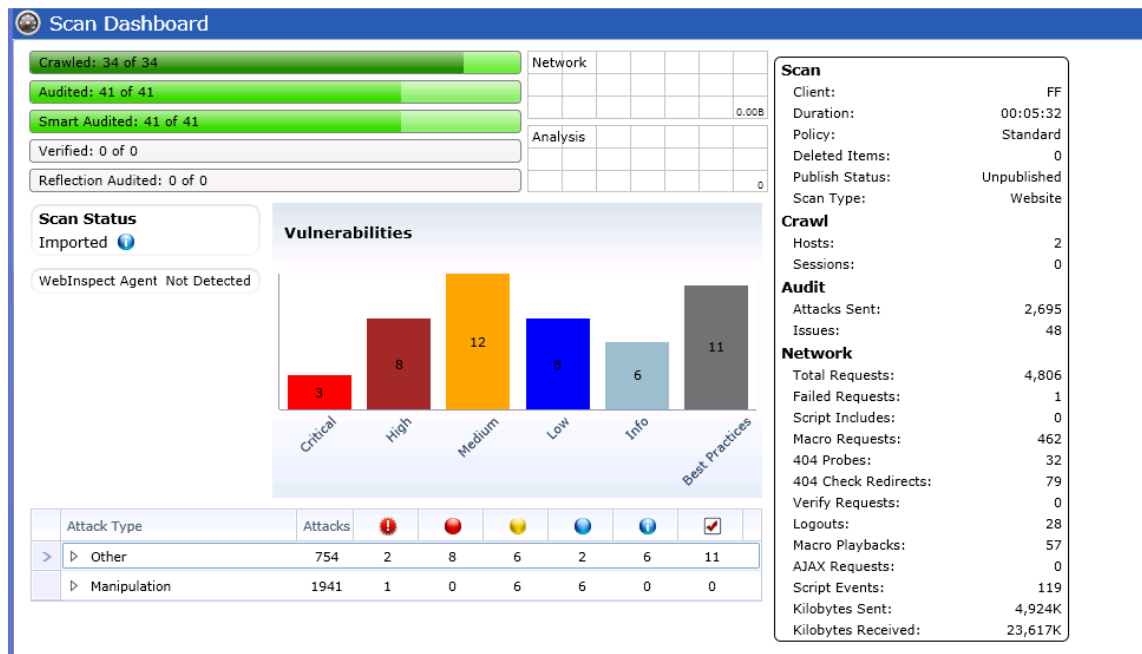 Scan Dashboard
Crawled: 34 of 34
Audited: 41 of 41
Smart Audited: 41 of 41
Verified: 0 of 0
Reflection Audited: 0 of 0
Network
0.00B
Analysis
0
Scan Status
Imported
WebInspect Agent Not Detected
Vulnerabilities
3
8
12
8
6
11
Critical
High
Medium
Low
Info
Best Practices
Attack Type Attacks
Other 754 2 8 6 2 6 11
Manipulation 1941 1 0 6 6 0 0
Scan
Client: FF
Duration: 00:05:32
Policy: Standard
Deleted Items: 0
Publish Status: Unpublished
Scan Type: Website
Crawl
Hosts: 2
Sessions: 0
Audit
Attacks Sent: 2,695
Issues: 48
Network
Total Requests: 4,806
Failed Requests: 1
Script Includes: 0
Macro Requests: 462
404 Probes: 32
404 Check Redirects: 79
Verify Requests: 0
Logouts: 28
Macro Playbacks: 57
AJAX Requests: 0
Script Events: 119
Kilobytes Sent: 4,924K
Kilobytes Received: 23,617K